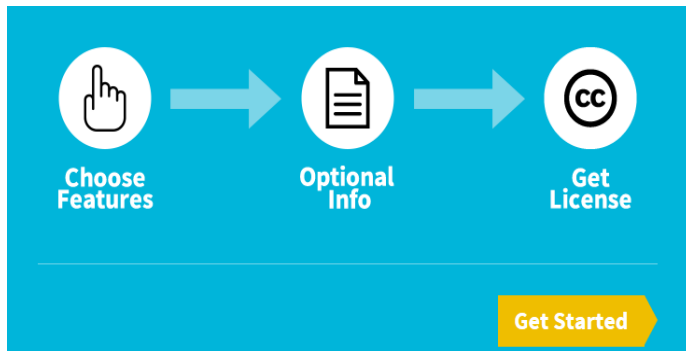 cc
Choose
Features
Optional
Info
Get
License
Get Started